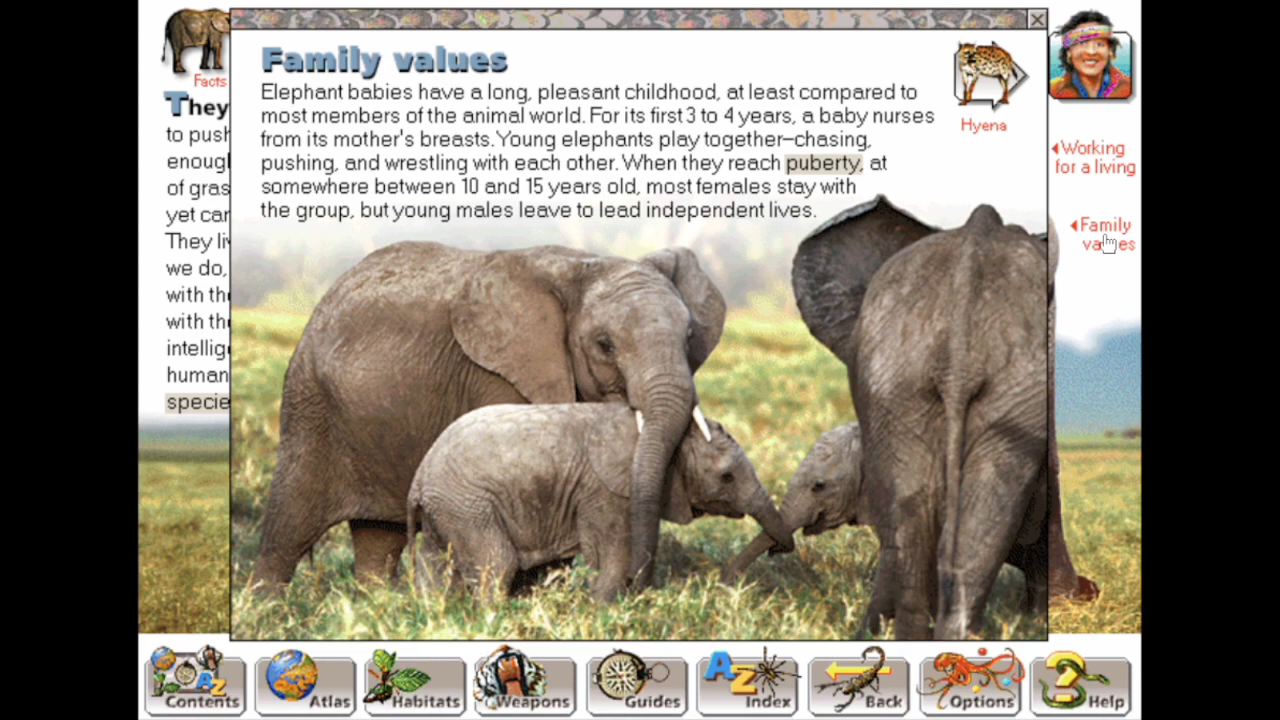 Family values
Elephant babies have a long, pleasant childhood, at least compared to
most members of the animal world. For its first 3 to 4 years, a baby nurses
from its mother's breasts. Young elephants play together–chasing,
pushing, and wrestling with each other. When they reach puberty, at
somewhere between 10 and 15 years old, most females stay with
the group, but young males leave to lead independent lives.
Hyena
Facts
They
to push
enough
of gras
yet car
They li
we do,
with the
with the
intellig
human
specie
Working
for a living
Family
values
Contents
Atlas
Habitats
Weapons
Guides
AZ
Index
Back
Options
?
Help